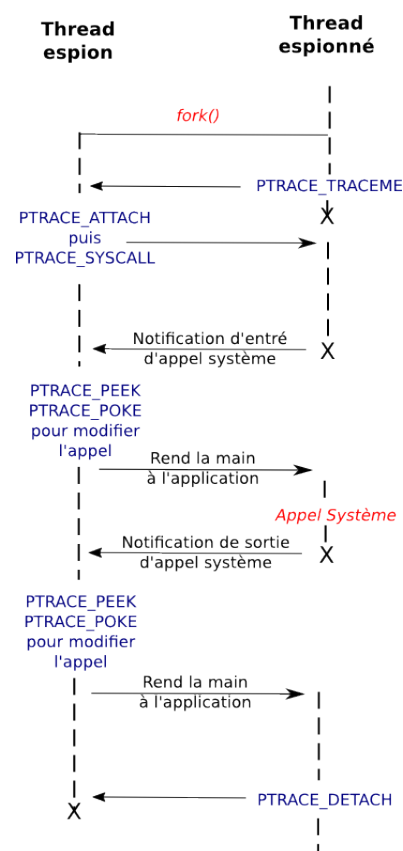 Thread
espion
Thread
espionné
fork()
PTRACE_TRACEME
X
PTRACE_ATTACH
puis
PTRACE_SYSCALL
Notification d'entré
d'appel système
X
PTRACE_PEEK
PTRACE_POKE
pour modifier
l'appel
Rend la main
à l'application
Appel Système
Notification de sortie
d'appel système
X
PTRACE_PEEK
PTRACE_POKE
pour modifier
l'appel
Rend la main
à l'application
PTRACE_DETACH
X